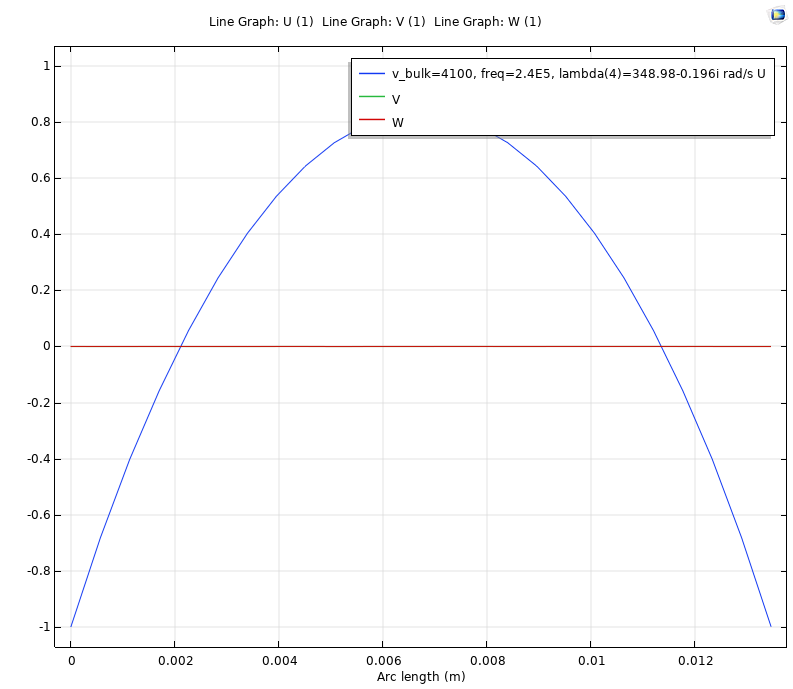 Line Graph: U (1)  Line Graph: V (1)  Line Graph: W (1)
v_bulk=4100, freq=2.4E5, lambda(4)=348.98-0.196i rad/s U
V
W
1
0.8
0.6
0.4
0.2
0
-0.2
-0.4
-0.6
-0.8
-1
0 0.002 0.004 0.006 0.008 0.01 0.012
Arc length (m)